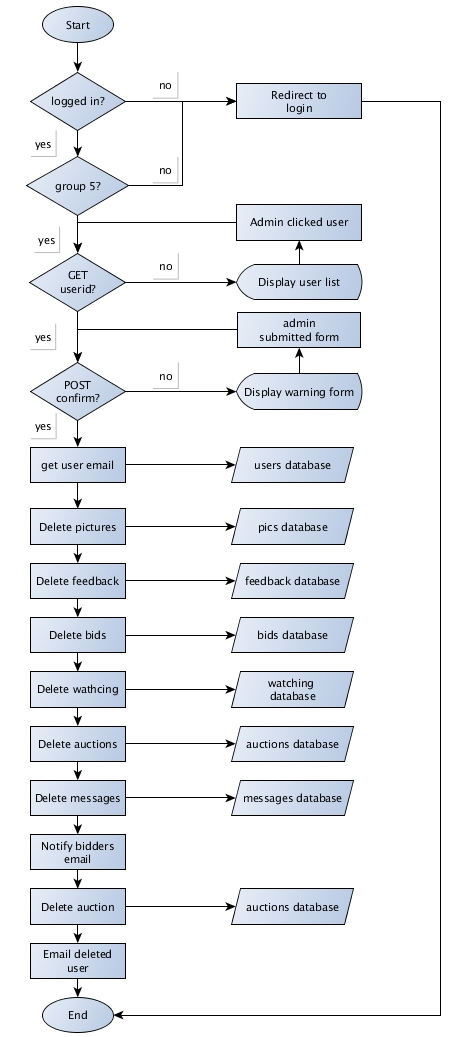 Start
logged in?
no
Redirect to
login
yes
group 5?
no
Admin clicked user
yes
GET
userid?
no
Display user list
yes
admin
submitted form
POST
confirm?
no
Display warning form
yes
get user email
users database
Delete pictures
pics database
Delete feedback
feedback database
Delete bids
bids database
Delete wathcing
watching
database
Delete auctions
auctions database
Delete messages
messages database
Notify bidders
email
Delete auction
auctions database
Email deleted
user
End